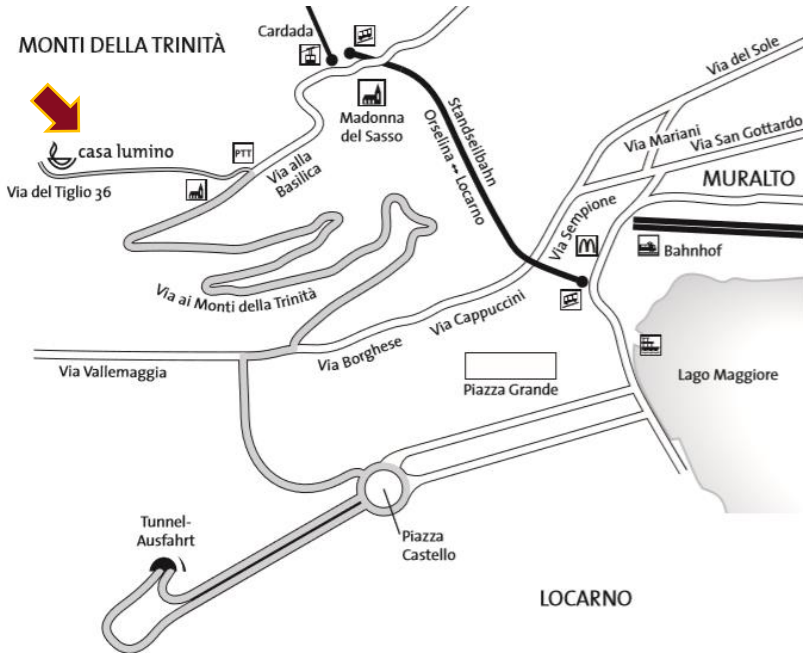 Cardada
MONTI DELLA TRINITÀ
Via del Sole
Madonna
del Sasso
Standseilbahn
Orselina ↔ Locarno
Via Mariani
Via San Gottardo
casa lumino
PTT
Via alla
Basilica
Via del Tiglio 36
MURALTO
Via Sempione
M
Bahnhof
Via ai Monti della Trinità
Via Cappuccini
Via Borghese
Via Vallemaggia
Piazza Grande
Lago Maggiore
Tunnel-
Ausfahrt
Piazza
Castello
LOCARNO